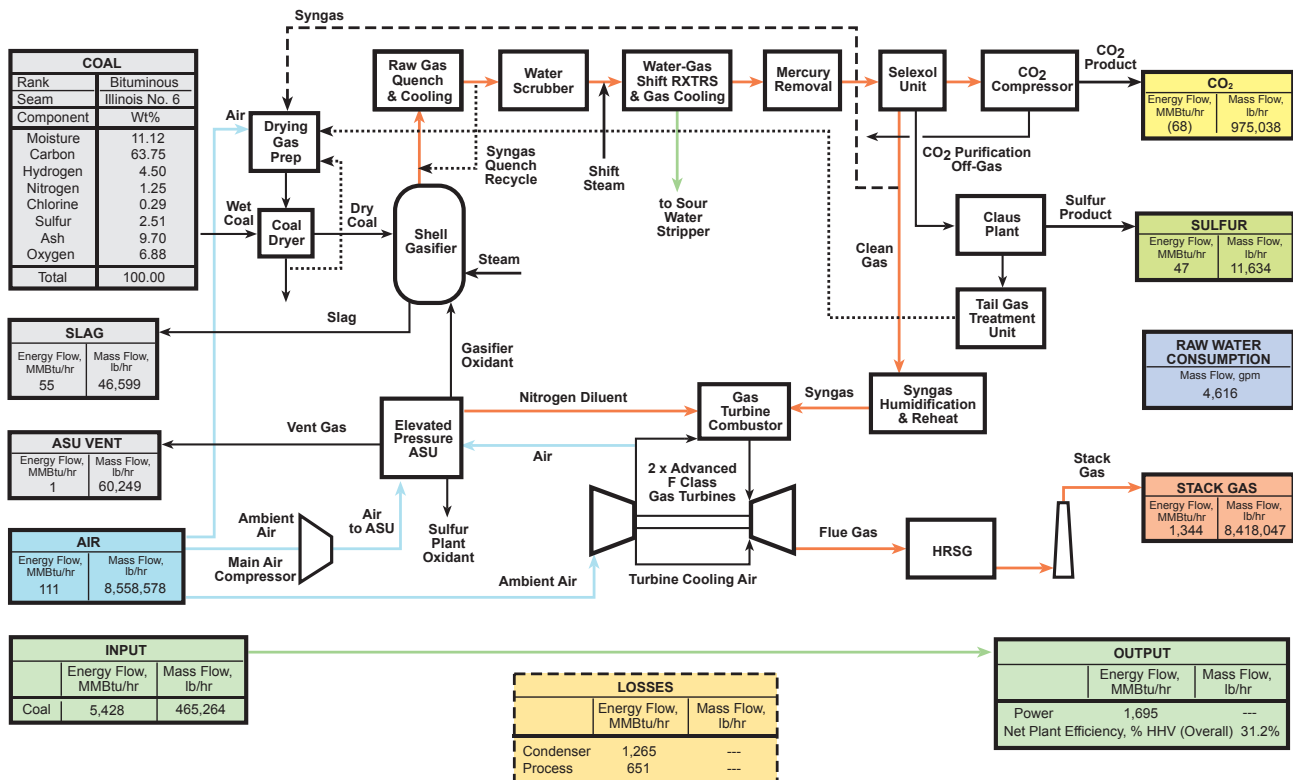 COAL
Rank Bituminous
Seam Illinois No. 6
Component Wt%
Moisture 11.12
Carbon 63.75
Hydrogen 4.50
Nitrogen 1.25
Chlorine 0.29
Sulfur 2.51
Ash 9.70
Oxygen 6.88
Total 100.00
Syngas
Air
Drying
Gas
Prep
Wet
Coal
Coal
Dryer
Dry
Coal
Raw Gas
Quench
& Cooling
Water
Scrubber
Water-Gas
Shift RXTRS
& Gas Cooling
Mercury
Removal
Selexol
Unit
CO2
Compressor
CO2
Product
CO₂
Energy Flow,
MMBtu/hr
Mass Flow,
lb/hr
(68) 975,038
Syngas
Quench
Recycle
Shift
Steam
to Sour
Water
Stripper
CO2 Purification
Off-Gas
Shell
Gasifier
Steam
Clean
Gas
Claus
Plant
Sulfur
Product
SULFUR
Energy Flow,
MMBtu/hr
Mass Flow,
lb/hr
47 11,634
Tail Gas
Treatment
Unit
Slag
SLAG
Energy Flow,
MMBtu/hr
Mass Flow,
lb/hr
55 46,599
Gasifier
Oxidant
RAW WATER
CONSUMPTION
Mass Flow, gpm
4,616
Nitrogen Diluent
Gas
Turbine
Combustor
Syngas
Syngas
Humidification
& Reheat
Vent Gas
Elevated
Pressure
ASU
Air
ASU VENT
Energy Flow,
MMBtu/hr
Mass Flow,
lb/hr
1 60,249
2 x Advanced
F Class
Gas Turbines
Stack
Gas
STACK GAS
Energy Flow,
MMBtu/hr
Mass Flow,
lb/hr
1,344 8,418,047
Ambient
Air
Air
to ASU
Sulfur
Plant
Oxidant
Main Air
Compressor
AIR
Energy Flow,
MMBtu/hr
Mass Flow,
lb/hr
111 8,558,578
Ambient Air
Turbine Cooling Air
Flue Gas
HRSG
INPUT
Energy Flow,
MMBtu/hr
Mass Flow,
lb/hr
Coal 5,428 465,264
LOSSES
Energy Flow,
MMBtu/hr
Mass Flow,
lb/hr
Condenser 1,265 ---
Process 651 ---
OUTPUT
Energy Flow,
MMBtu/hr
Mass Flow,
lb/hr
Power 1,695 ---
Net Plant Efficiency, % HHV (Overall) 31.2%